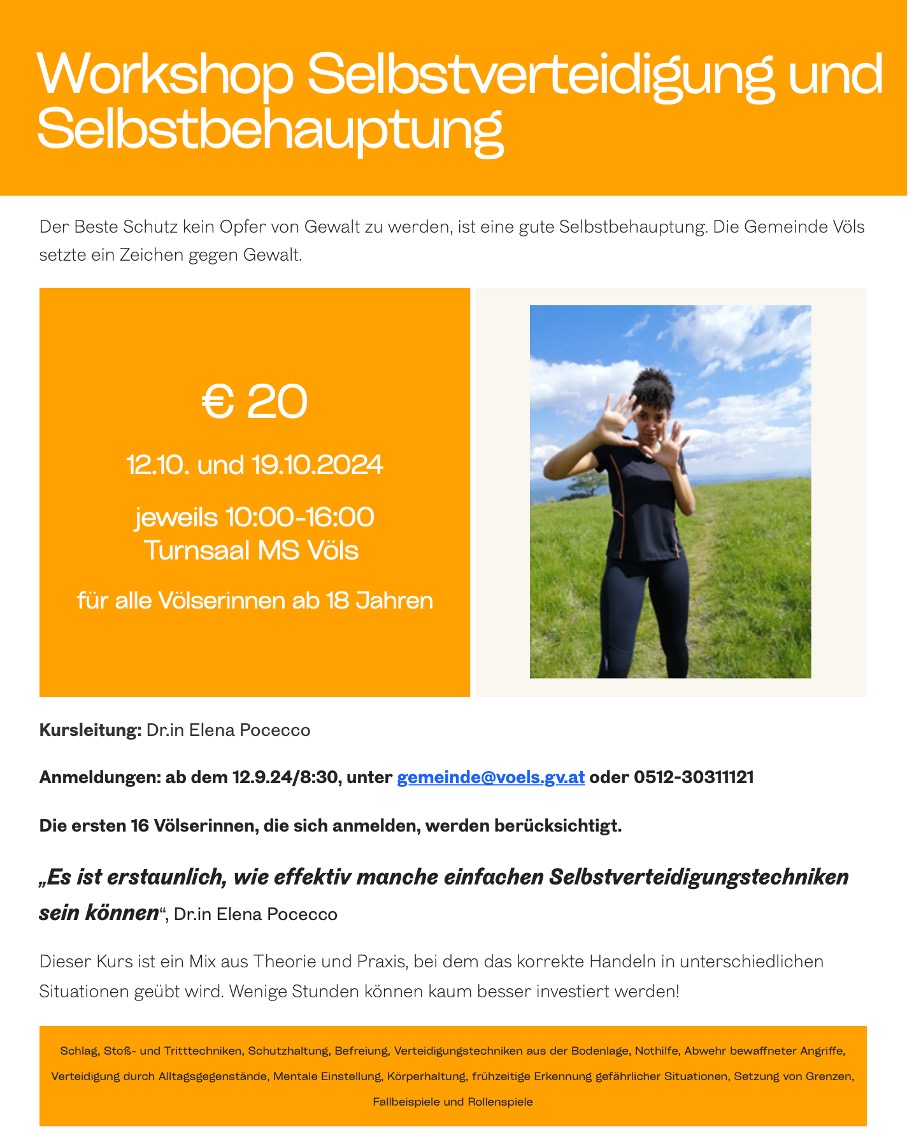 Workshop Selbstverteidigung und
Selbstbehauptung
Der Beste Schutz kein Opfer von Gewalt zu werden, ist eine gute Selbstbehauptung. Die Gemeinde Völs
setzte ein Zeichen gegen Gewalt.
€ 20
12.10. und 19.10.2024
jeweils 10:00-16:00
Turnsaal MS Völs
für alle Völserinnen ab 18 Jahren
Kursleitung: Dr.in Elena Pocecco
Anmeldungen: ab dem 12.9.24/8:30, unter gemeinde@voels.gv.at oder 0512-30311121
Die ersten 16 Völserinnen, die sich anmelden, werden berücksichtigt.
„Es ist erstaunlich, wie effektiv manche einfachen Selbstverteidigungstechniken
sein können“, Dr.in Elena Pocecco
Dieser Kurs ist ein Mix aus Theorie und Praxis, bei dem das korrekte Handeln in unterschiedlichen
Situationen geübt wird. Wenige Stunden können kaum besser investiert werden!
Schlag, Stoß- und Tritttechniken, Schutzhaltung, Befreiung, Verteidigungstechniken aus der Bodenlage, Nothilfe, Abwehr bewaffneter Angriffe,
Verteidigung durch Alltagsgegenstände, Mentale Einstellung, Körperhaltung, frühzeitige Erkennung gefährlicher Situationen, Setzung von Grenzen,
Fallbeispiele und Rollenspiele